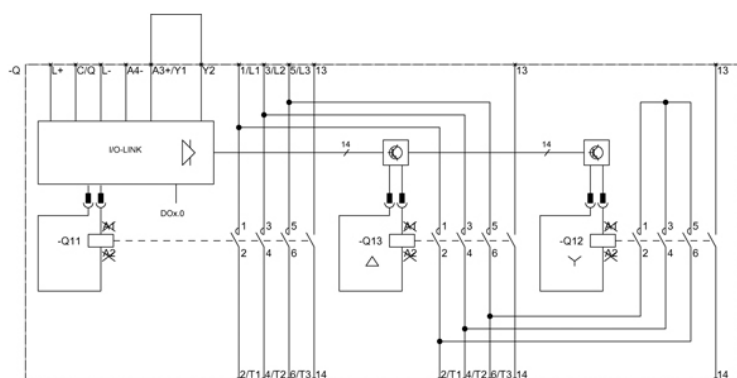 -Q L+ C/Q L- A4- A3+/Y1 Y2 1/L1 3/L2 5/L3 13 13 13
I/O-LINK
14 14
DOx.0
-Q11 A1 1 3 5 -Q13 A1 1 3 5 -Q12 A1 1 3 5
A2 2 4 6 A2 2 4 6 A2 2 4 6
2/T1 4/T2 6/T3 14 2/T1 4/T2 6/T3 14 14